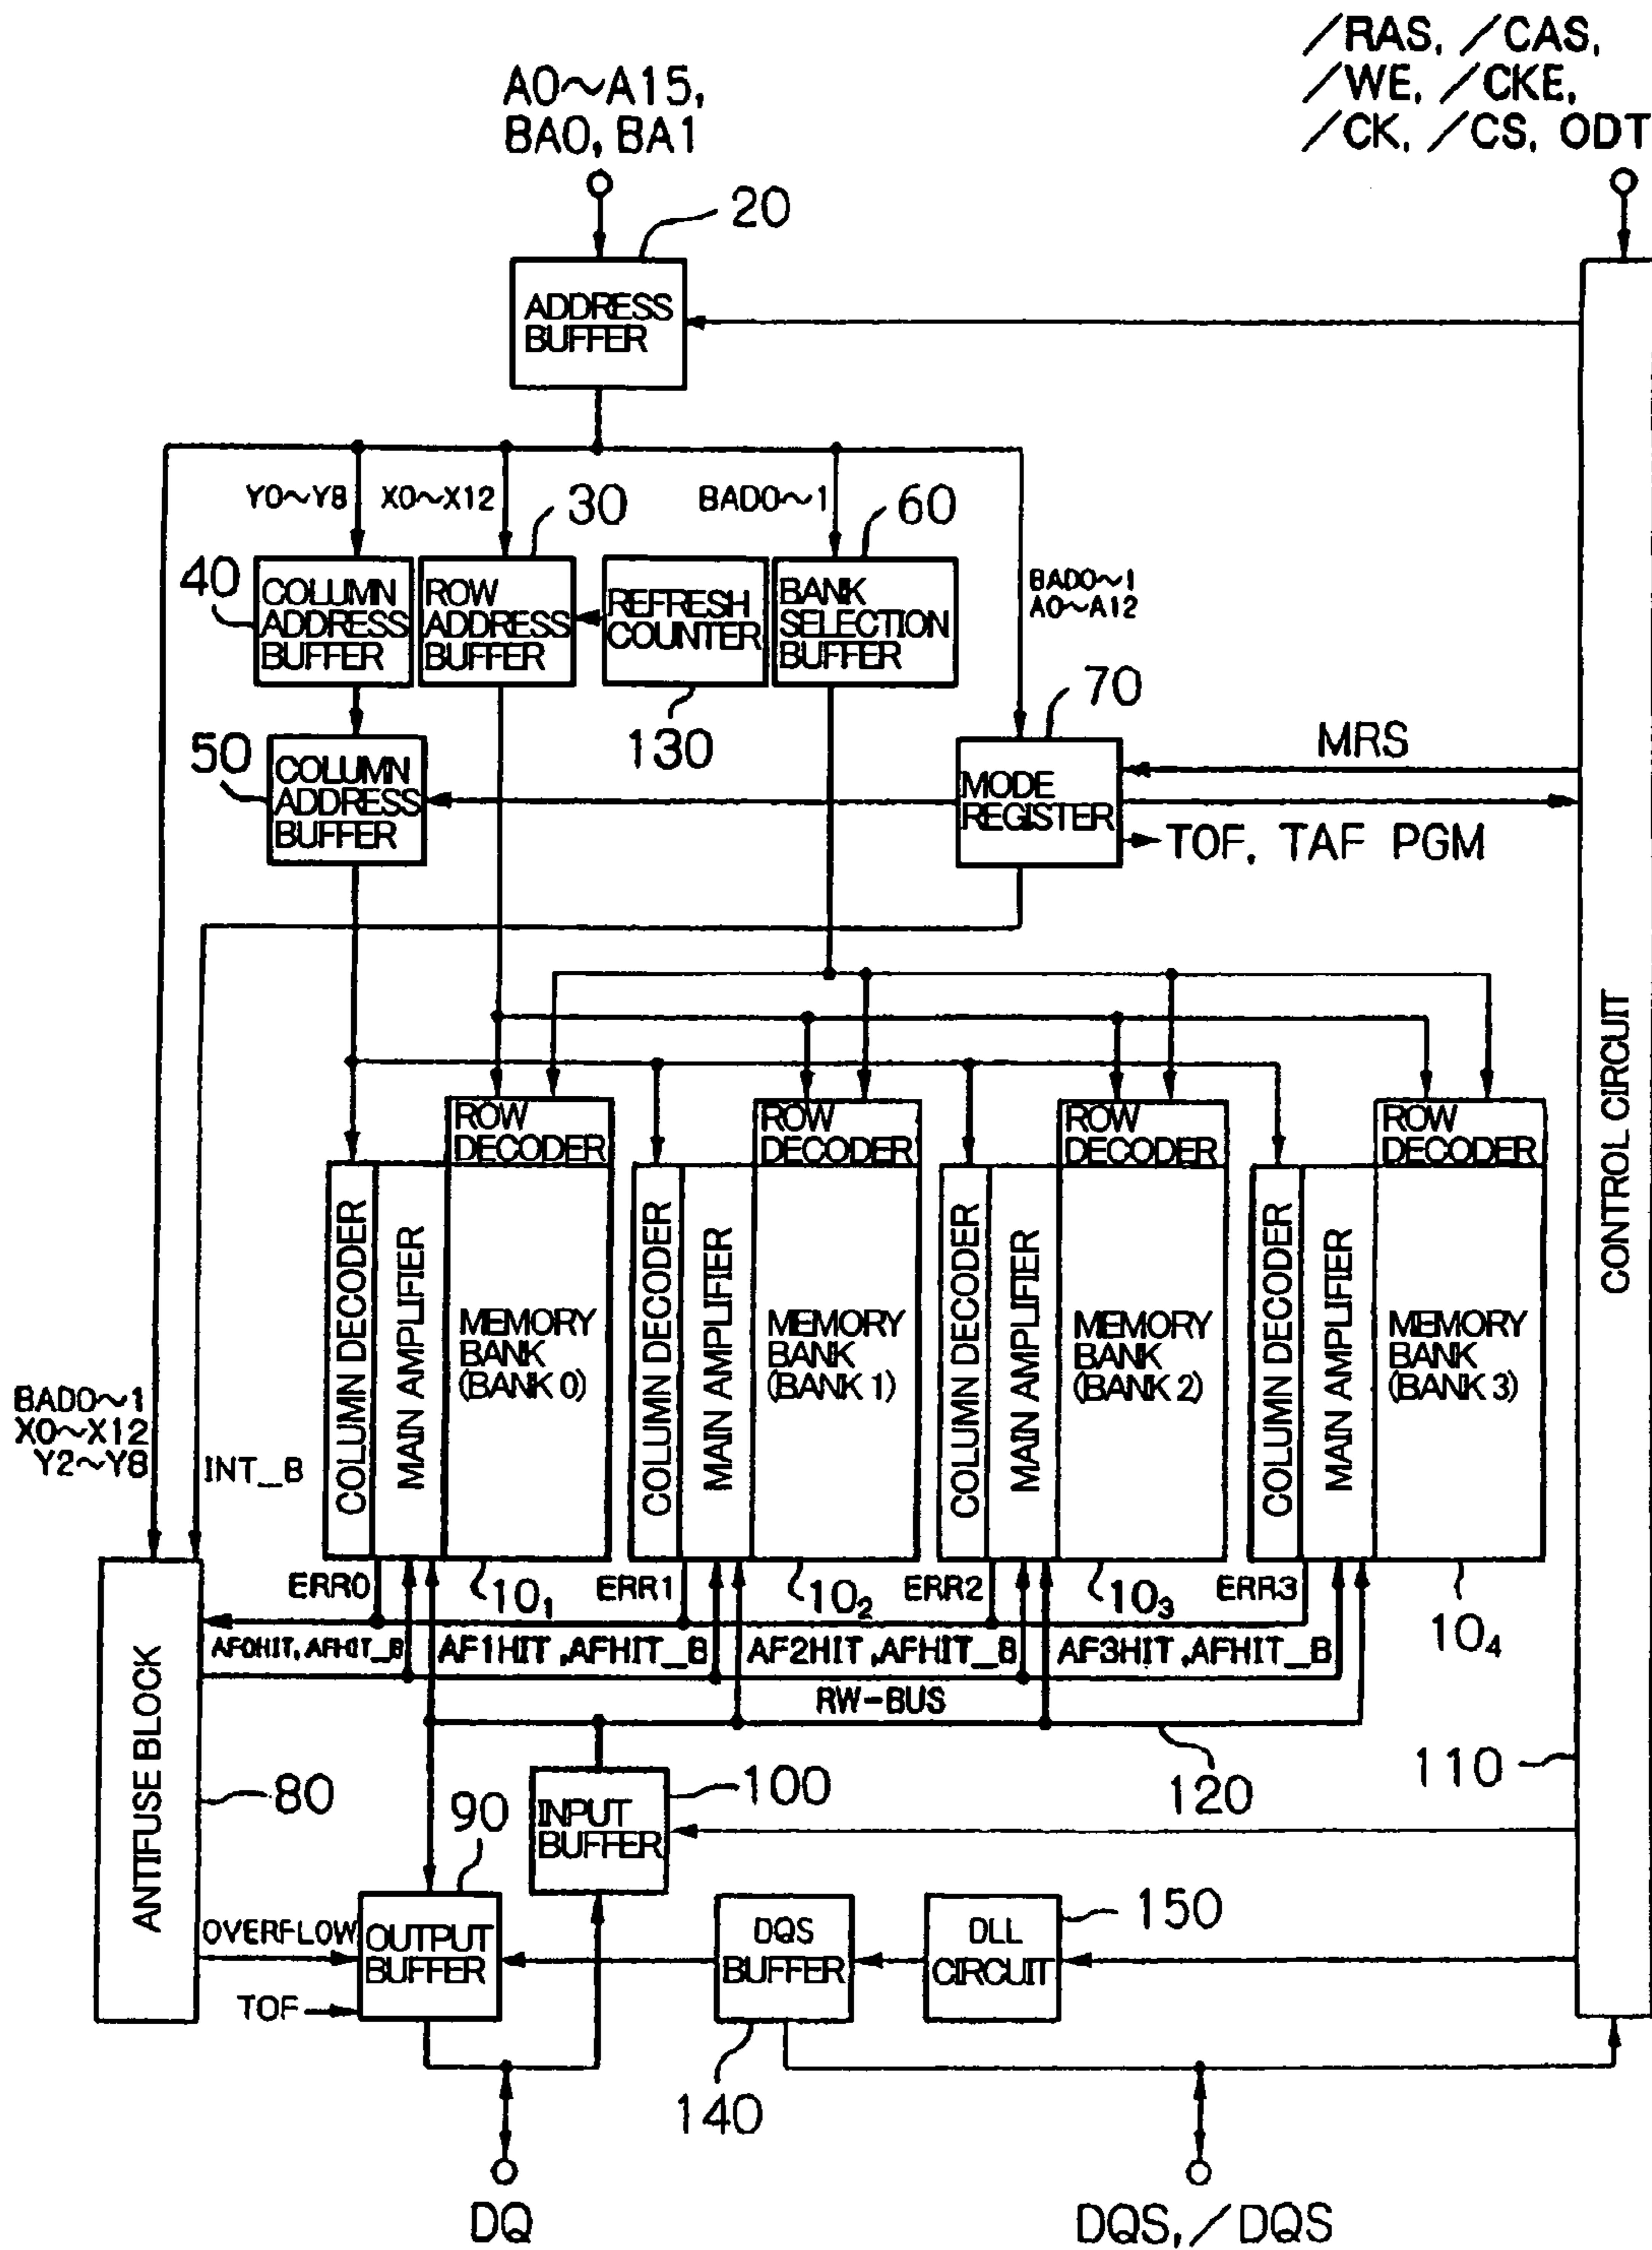 /RAS, /CAS,
/WE, /CKE,
/CK, /CS, ODT
A0~A15,
BA0, BA1
20
ADDRESS
BUFFER
Y0~Y8
X0~X12
30
BAD0~1
60
BAD0~1
A0~A12
40
COLUMN
ADDRESS
BUFFER
ROW
ADDRESS
BUFFER
REFRESH
COUNTER
BANK
SELECTION
BUFFER
130
70
50
COLUMN
ADDRESS
BUFFER
MODE
REGISTER
MRS
TOF, TAF PGM
CONTROL CIRCUIT
ROW
DECODER
ROW
DECODER
ROW
DECODER
ROW
DECODER
COLUMN DECODER
MAIN AMPLIFIER
MEMORY
BANK
(BANK 0)
COLUMN DECODER
MAIN AMPLIFIER
MEMORY
BANK
(BANK 1)
COLUMN DECODER
MAIN AMPLIFIER
MEMORY
BANK
(BANK 2)
COLUMN DECODER
MAIN AMPLIFIER
MEMORY
BANK
(BANK 3)
BAD0~1
X0~X12
Y2~Y8
INT_B
ERR0
10₁
ERR1
10₂
ERR2
10₃
ERR3
10₄
AF0HIT, AFHIT_B
AF1HIT, AFHIT_B
AF2HIT, AFHIT_B
AF3HIT, AFHIT_B
RW-BUS
ANTIFUSE BLOCK
80
90
INPUT
BUFFER
100
120
110
OVERFLOW
OUTPUT
BUFFER
TOF
DQS
BUFFER
DLL
CIRCUIT
150
140
DQ
DQS, /DQS